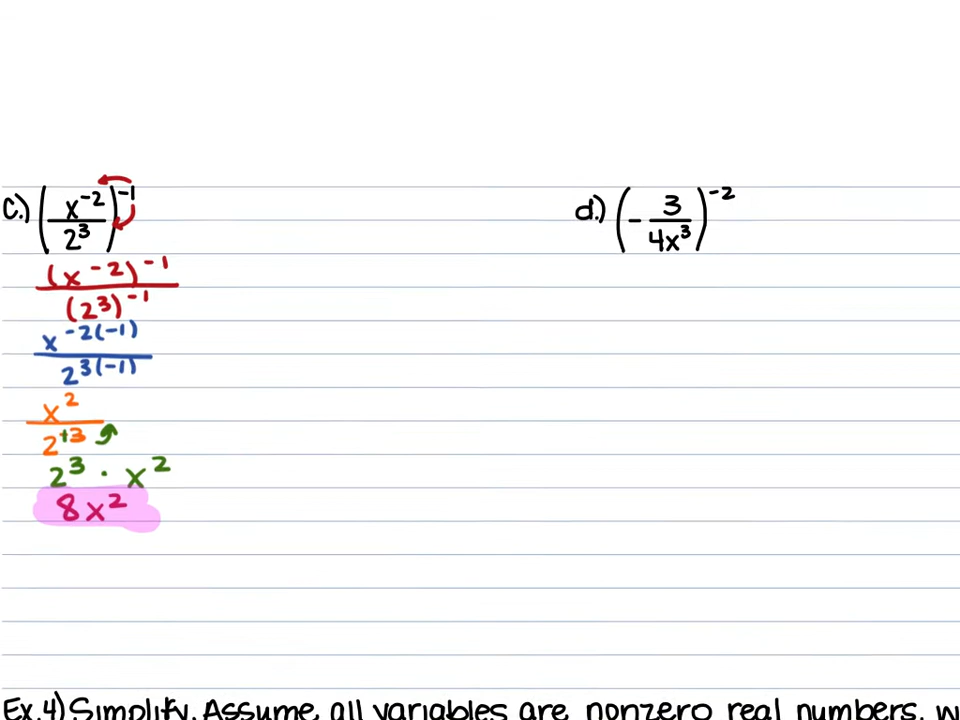 c.) (x^-2 / 2^3)^-1
(x^-2)^-1 / (2^3)^-1
x^-2(-1) / 2^3(-1)
x^2 / 2^+3
2^3 · x^2
8x^2
d.) (- 3 / 4x^3)^-2
Ex.4) Simplify. Assume all variables are nonzero real numbers.